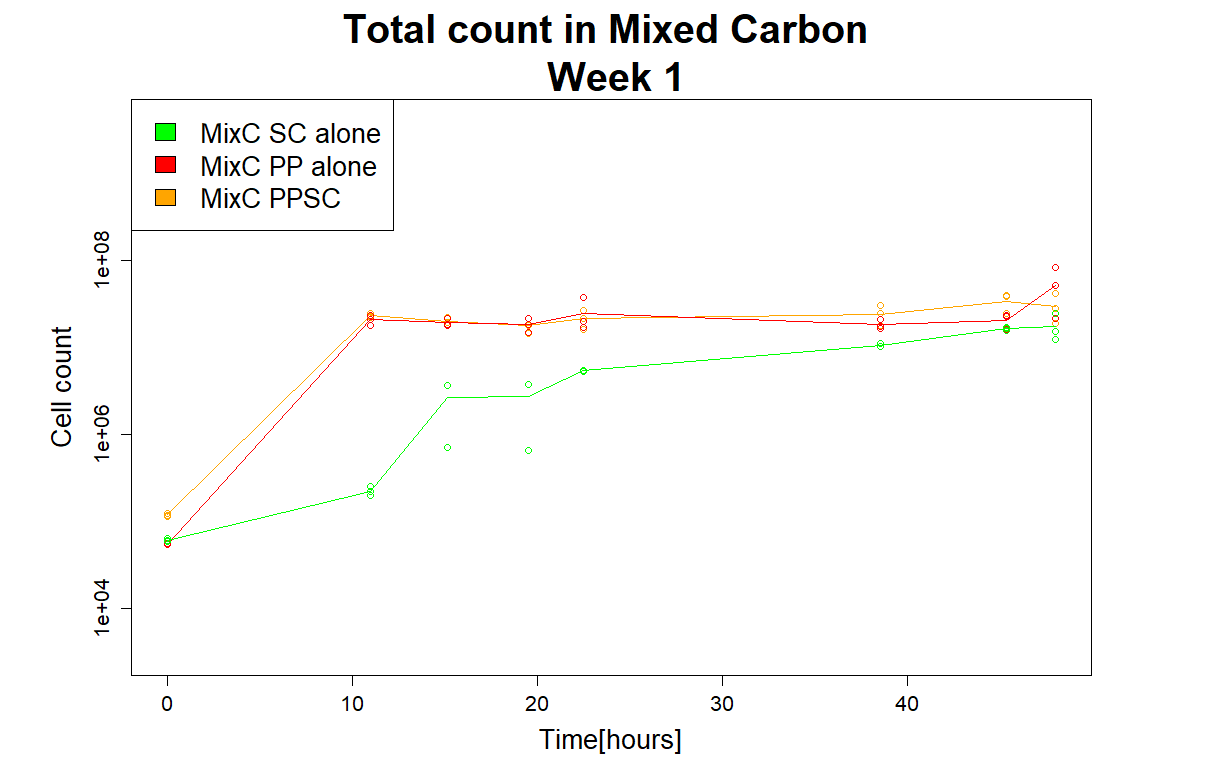 Total count in Mixed Carbon
Week 1
MixC SC alone
MixC PP alone
MixC PPSC
1e+08
1e+06
1e+04
Cell count
0 10 20 30 40
Time[hours]